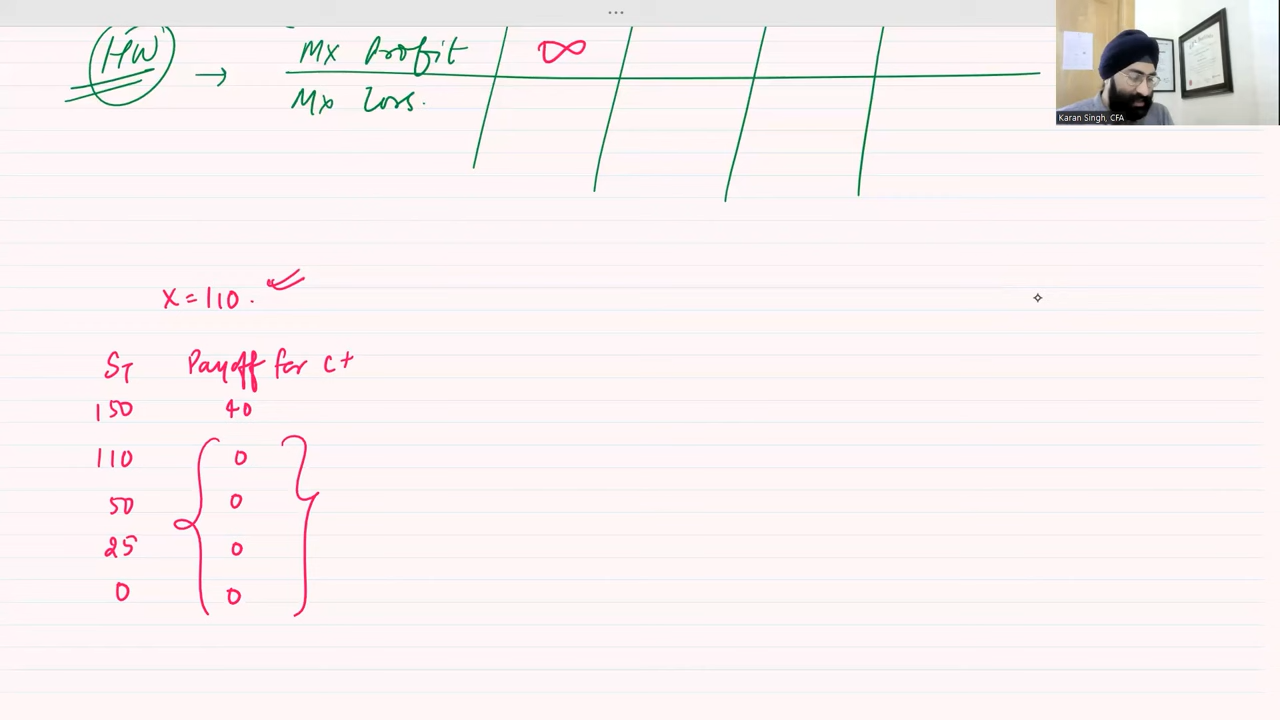 HW → Mx Profit ∞
Mx Loss.
Karan Singh, CFA
X = 110.
ST Payoff for c+
150 40
110 0
50 0
25 0
0 0